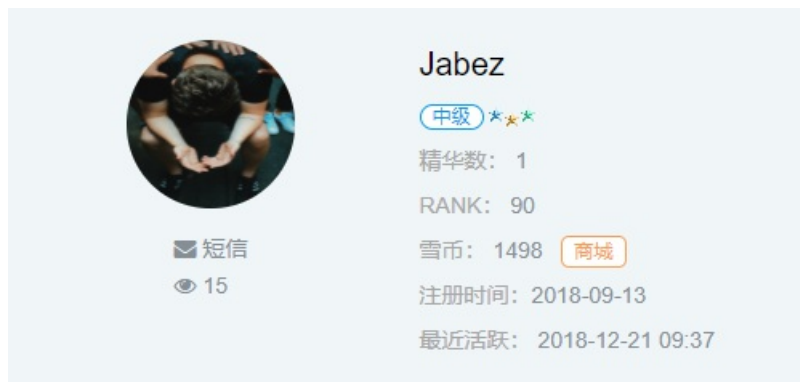 Jabez
中级
精华数： 1
RANK： 90
雪币： 1498 商城
注册时间：2018-09-13
最近活跃： 2018-12-21 09:37
短信
15